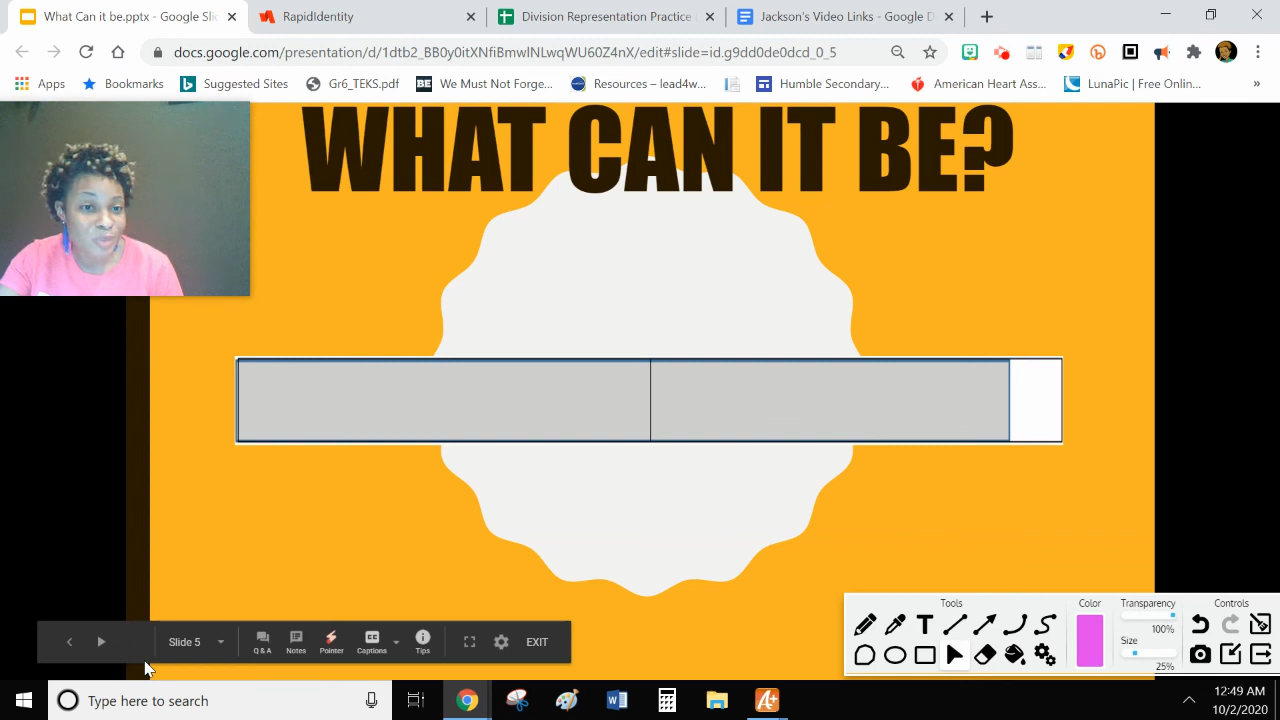 What Can it be.pptx - Google Sli
RapidIdentity
Division Representation Practice
Jackson's Video Links - Google D
docs.google.com/presentation/d/1dtb2_BB0y0itXNfiBmwlNLwqWU60Z4nX/edit#slide=id.g9dd0de0dcd_0_5
Apps
Bookmarks
Suggested Sites
Gr6_TEKS.pdf
BE
We Must Not Forge...
Resources – lead4w...
Humble Secondary...
American Heart Ass...
LunaPic | Free Onlin...
»
WHAT CAN IT BE?
Tools
Color
Transparency
Controls
100%
Size
25%
T
Slide 5
Q & A
Notes
Pointer
CC
Captions
Tips
EXIT
Type here to search
12:49 AM
10/2/2020